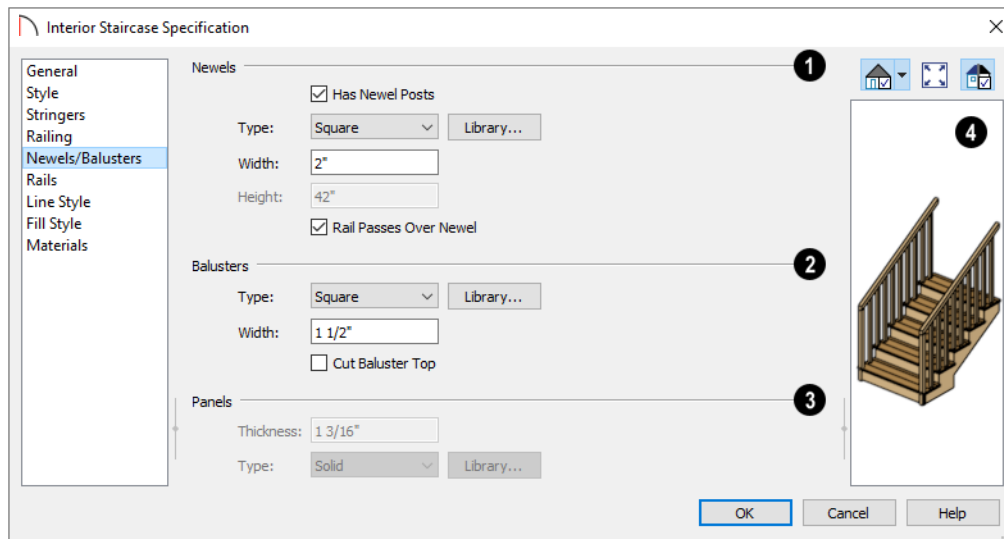 Interior Staircase Specification
General
Style
Stringers
Railing
Newels/Balusters
Rails
Line Style
Fill Style
Materials
Newels
1
Has Newel Posts
Type: Square Library...
Width: 2"
Height: 42"
Rail Passes Over Newel
Balusters
2
Type: Square Library...
Width: 1 1/2"
Cut Baluster Top
Panels
3
Thickness: 1 3/16"
Type: Solid Library...
4
OK Cancel Help